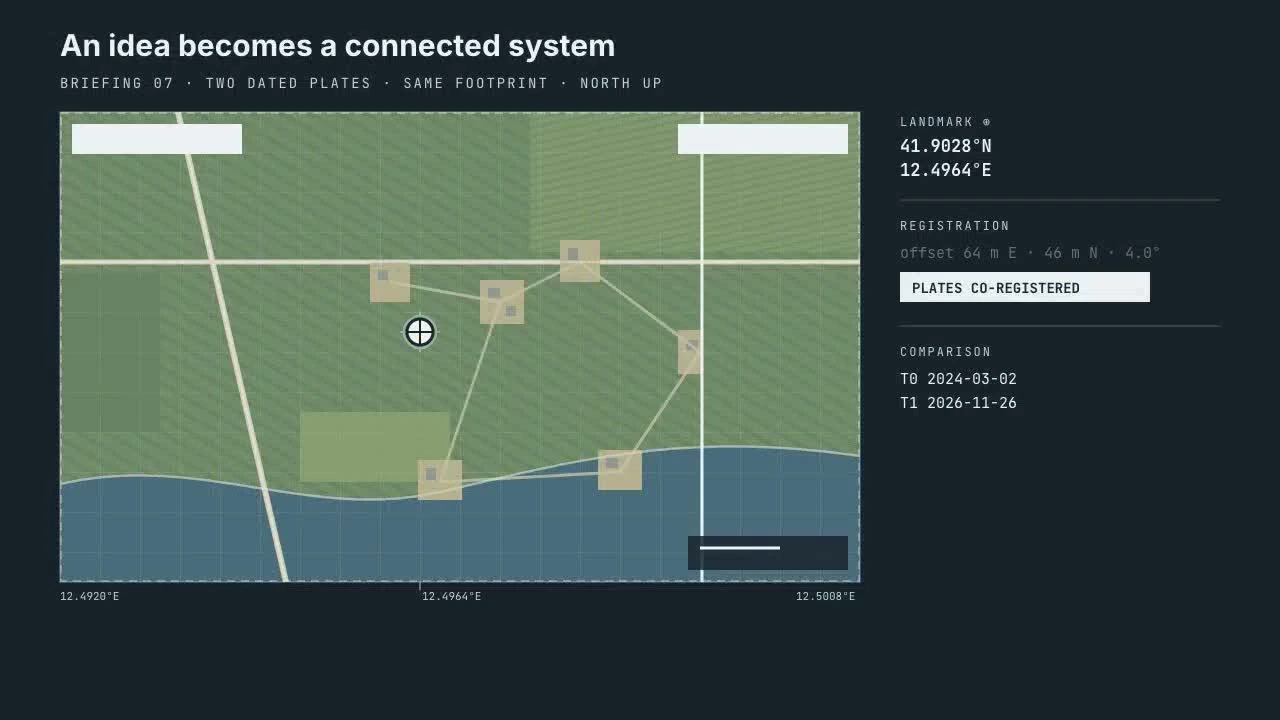 An idea becomes a connected system
BRIEFING 07 · TWO DATED PLATES · SAME FOOTPRINT · NORTH UP
LANDMARK ⊕
41.9028°N
12.4964°E
REGISTRATION
offset 64 m E · 46 m N · 4.0°
PLATES CO-REGISTERED
COMPARISON
T0 2024-03-02
T1 2026-11-26
12.4920°E
12.4964°E
12.5008°E